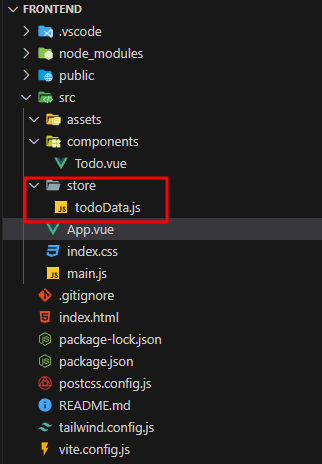 FRONTEND
.vscode
node_modules
public
src
assets
components
Todo.vue
store
JS todoData.js
App.vue
index.css
JS main.js
.gitignore
index.html
package-lock.json
package.json
postcss.config.js
README.md
tailwind.config.js
vite.config.js